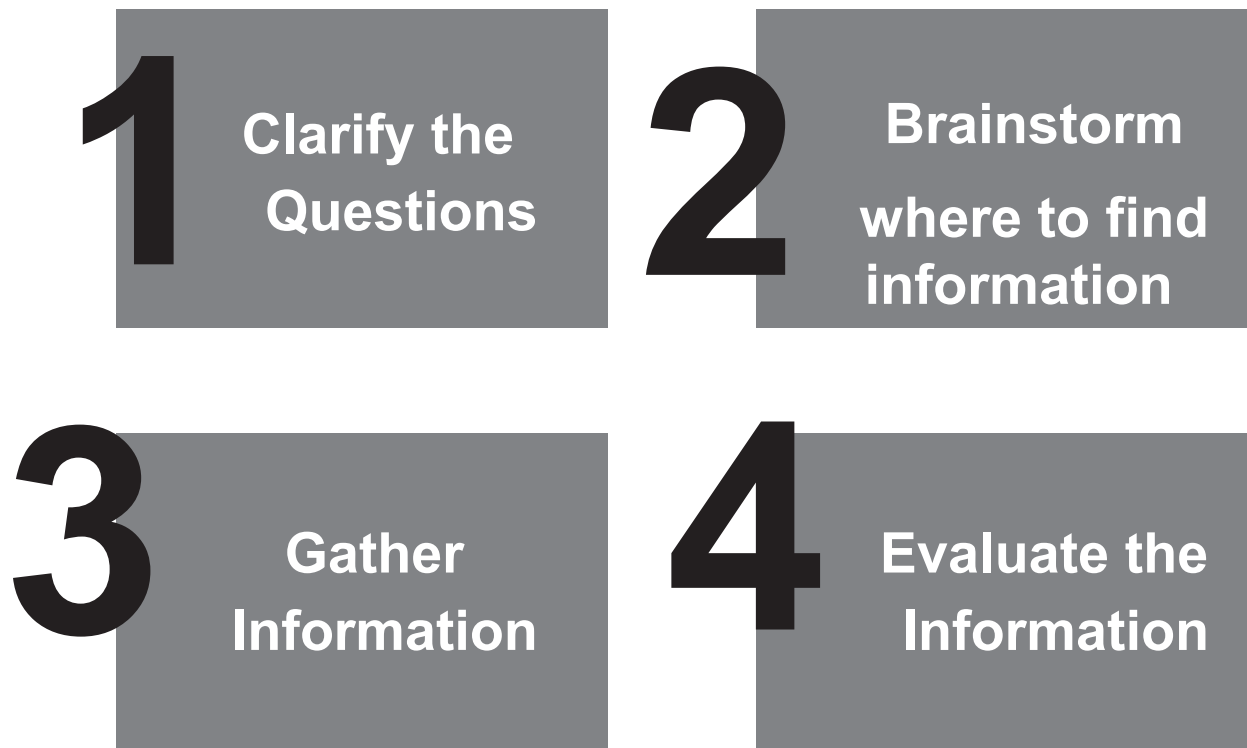 1
Clarify the
Questions
2
Brainstorm
where to find
information
3
Gather
Information
4
Evaluate the
Information